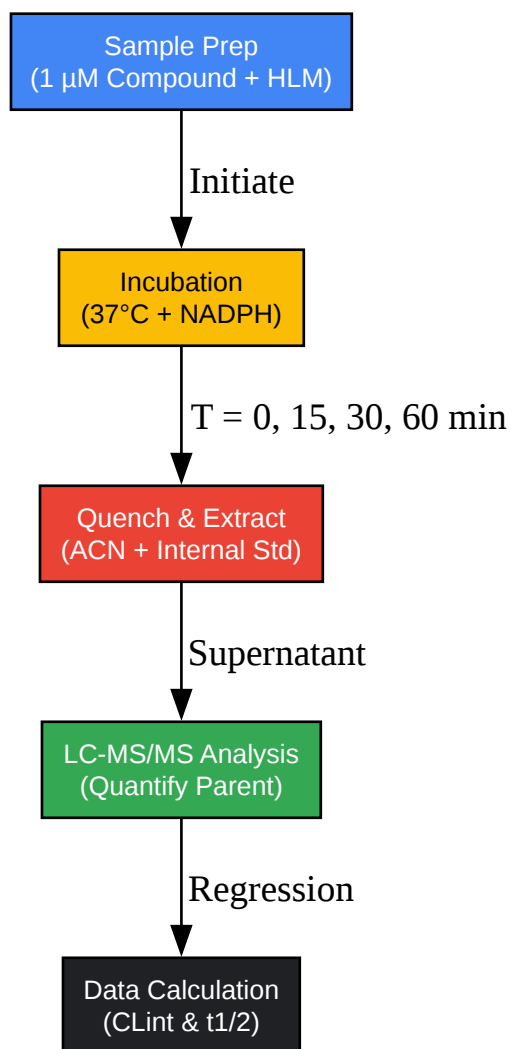 Sample Prep
(1 µM Compound + HLM)
Initiate
Incubation
(37°C + NADPH)
T = 0, 15, 30, 60 min
Quench & Extract
(ACN + Internal Std)
Supernatant
LC-MS/MS Analysis
(Quantify Parent)
Regression
Data Calculation
(CLint & t1/2)